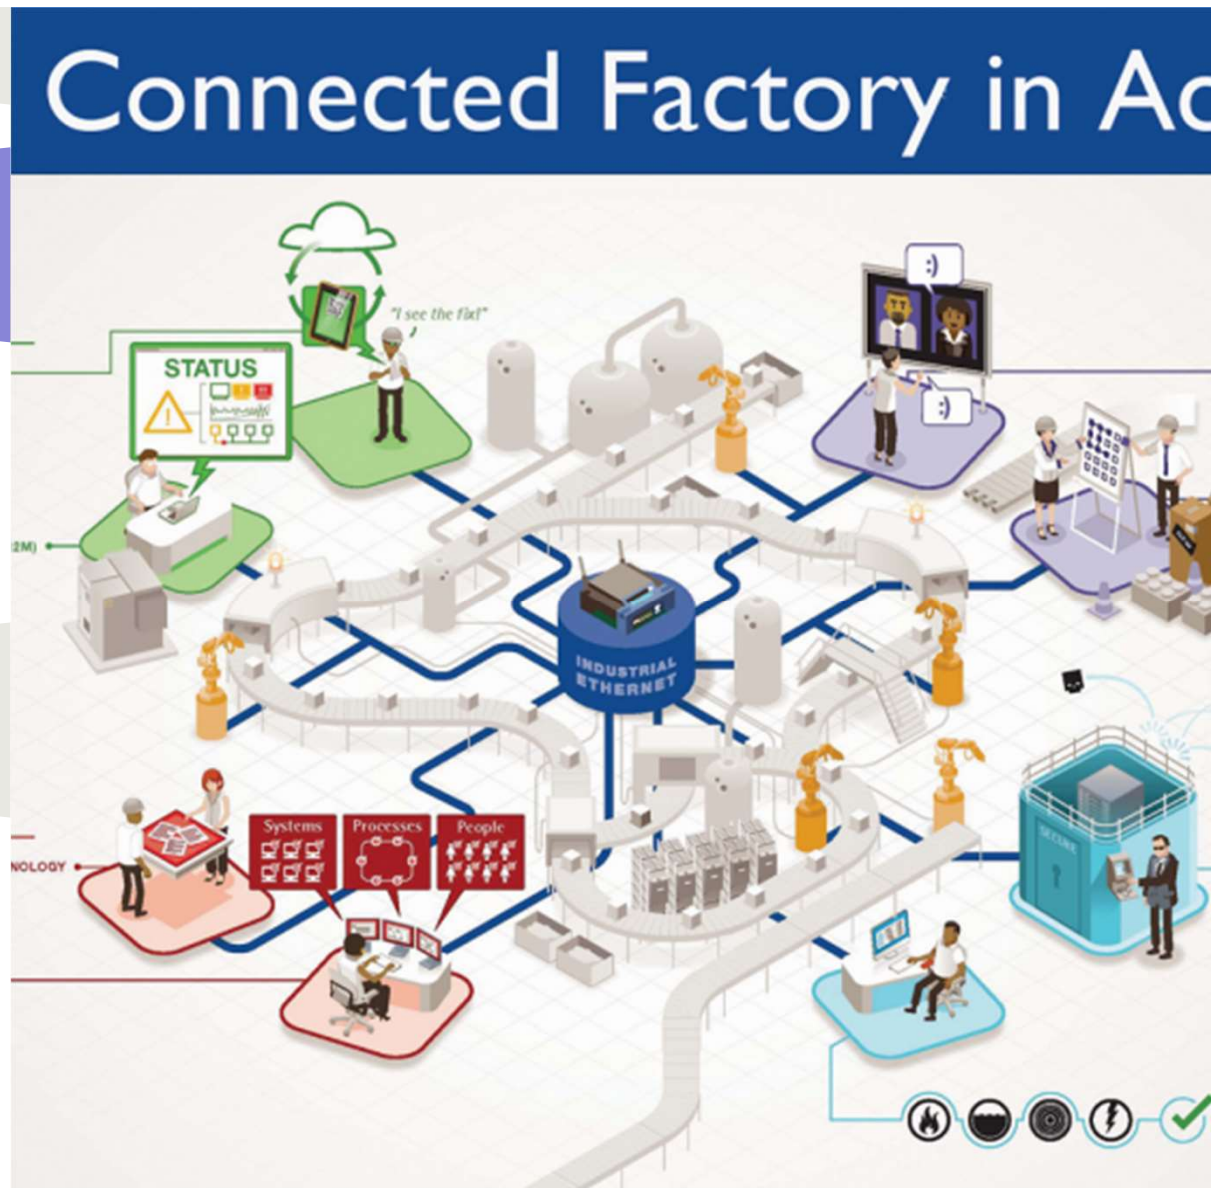 Connected Factory in Ac
"I see the fix!"
:)
STATUS
!
:)
2M)
INDUSTRIAL
ETHERNET
Systems
Processes
People
SECURE
NOLOGY